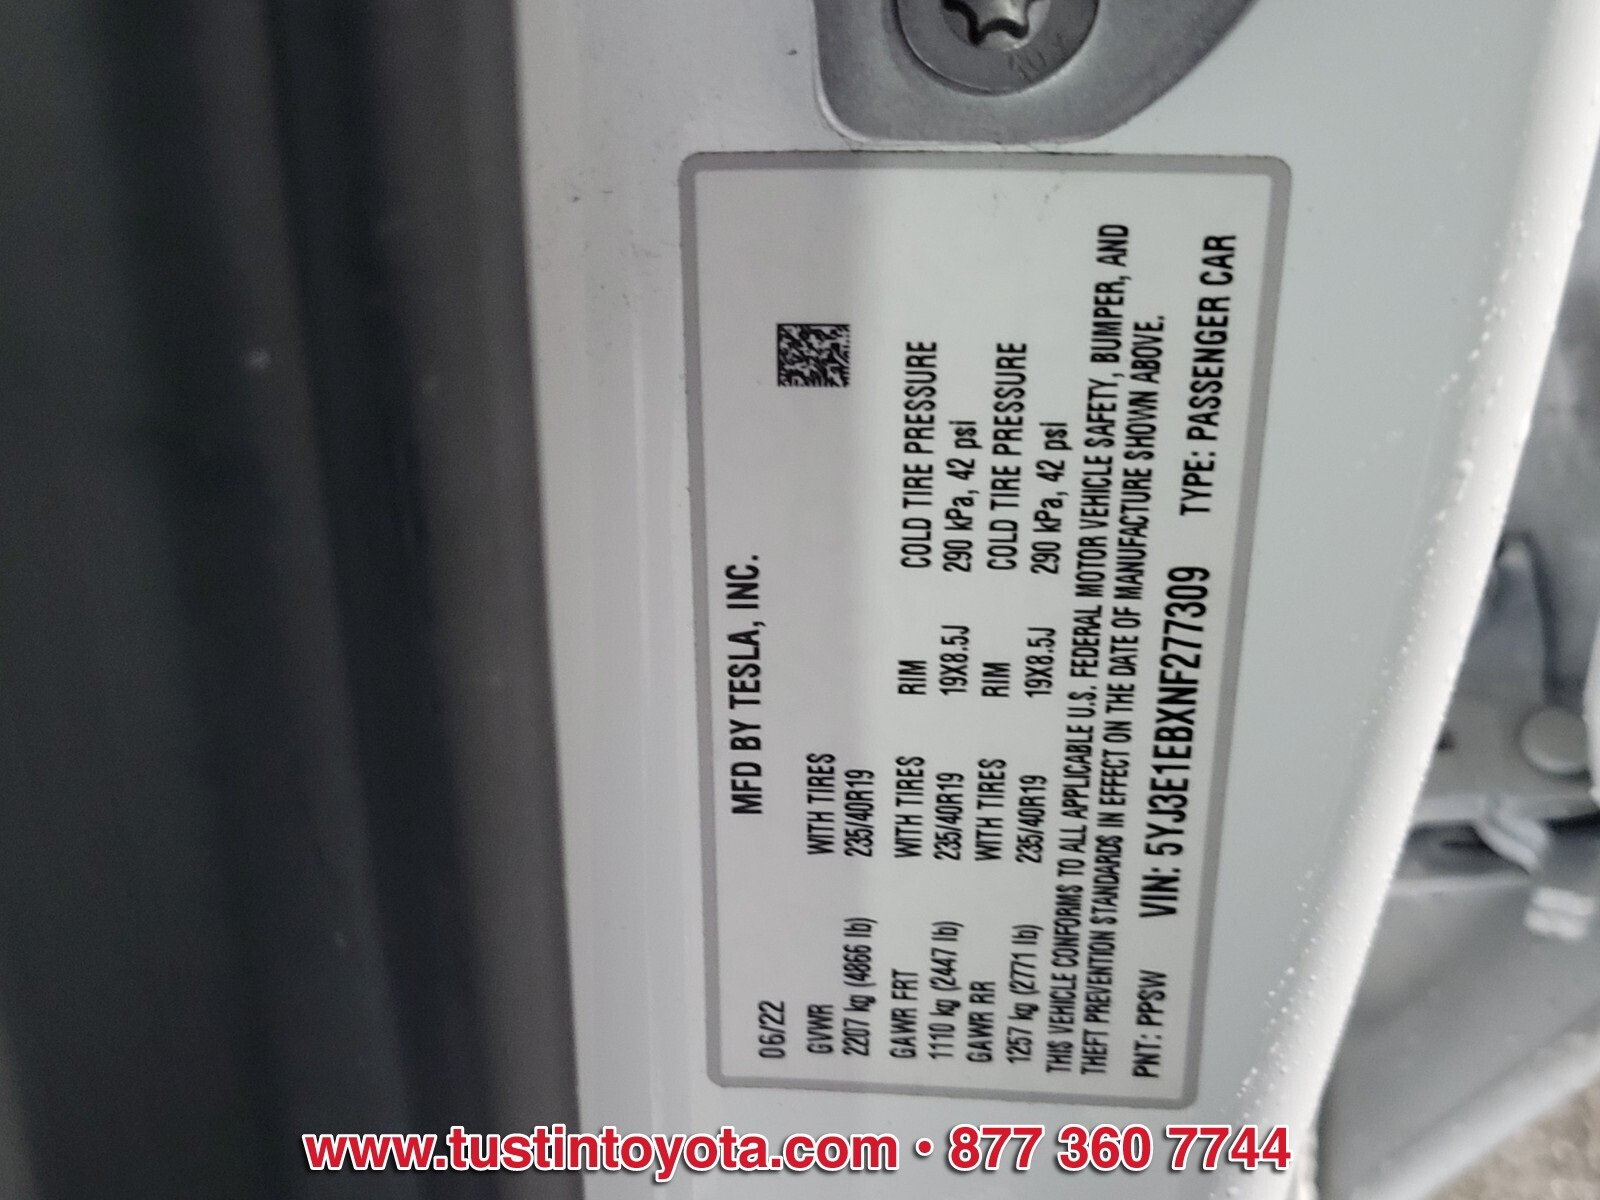 MFD BY TESLA, INC.
06/22
GVWR WITH TIRES
2207 kg (4866 lb) 235/40R19
GAWR FRT WITH TIRES RIM COLD TIRE PRESSURE
1110 kg (2447 lb) 235/40R19 19X8.5J 290 kPa, 42 psi
GAWR RR WITH TIRES RIM COLD TIRE PRESSURE
1257 kg (2771 lb) 235/40R19 19X8.5J 290 kPa, 42 psi
THIS VEHICLE CONFORMS TO ALL APPLICABLE U.S. FEDERAL MOTOR VEHICLE SAFETY, BUMPER, AND
THEFT PREVENTION STANDARDS IN EFFECT ON THE DATE OF MANUFACTURE SHOWN ABOVE.
PNT: PPSW VIN: 5YJ3E1EBXNF277309 TYPE: PASSENGER CAR
www.tustintoyota.com • 877 360 7744